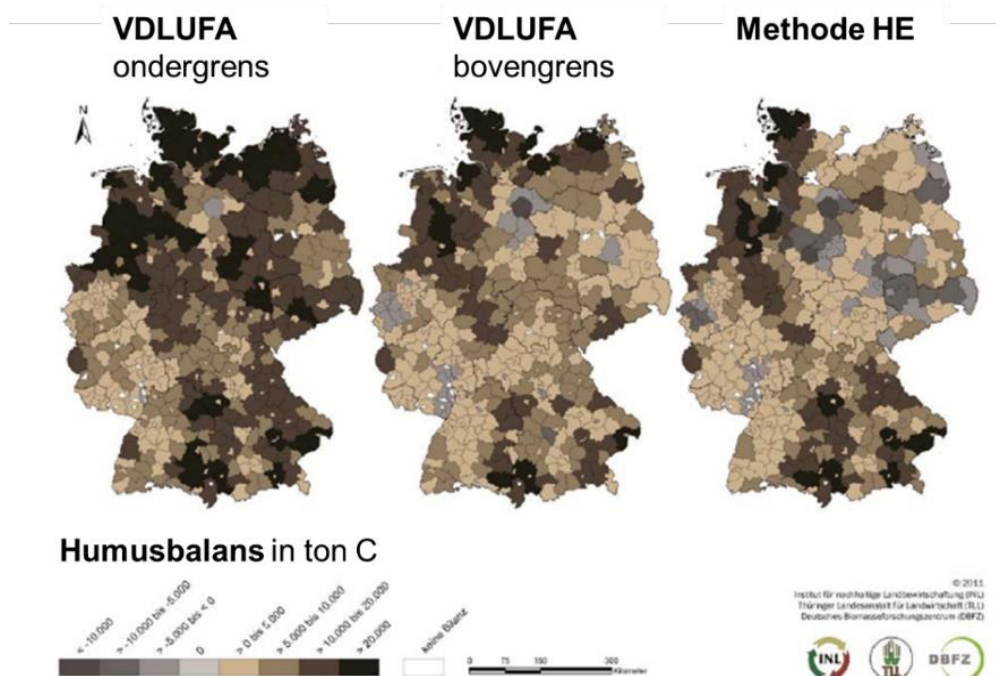 VDLUFA
ondergrens
VDLUFA
bovengrens
Methode HE
N
Humusbalans in ton C
< -10.000
> -10.000 bis -5.000
> -5.000 bis < 0
0
> 0 bis 5.000
> 5.000 bis 10.000
> 10.000 bis 20.000
> 20.000
keine Bilanz
0 75 150 300
Kilometer
© 2011
Institut für nachhaltige Landbewirtschaftung (INL)
Thüringer Landesanstalt für Landwirtschaft (TLL)
Deutsches Biomasseforschungszentrum (DBFZ)
INL
TLL
DBFZ